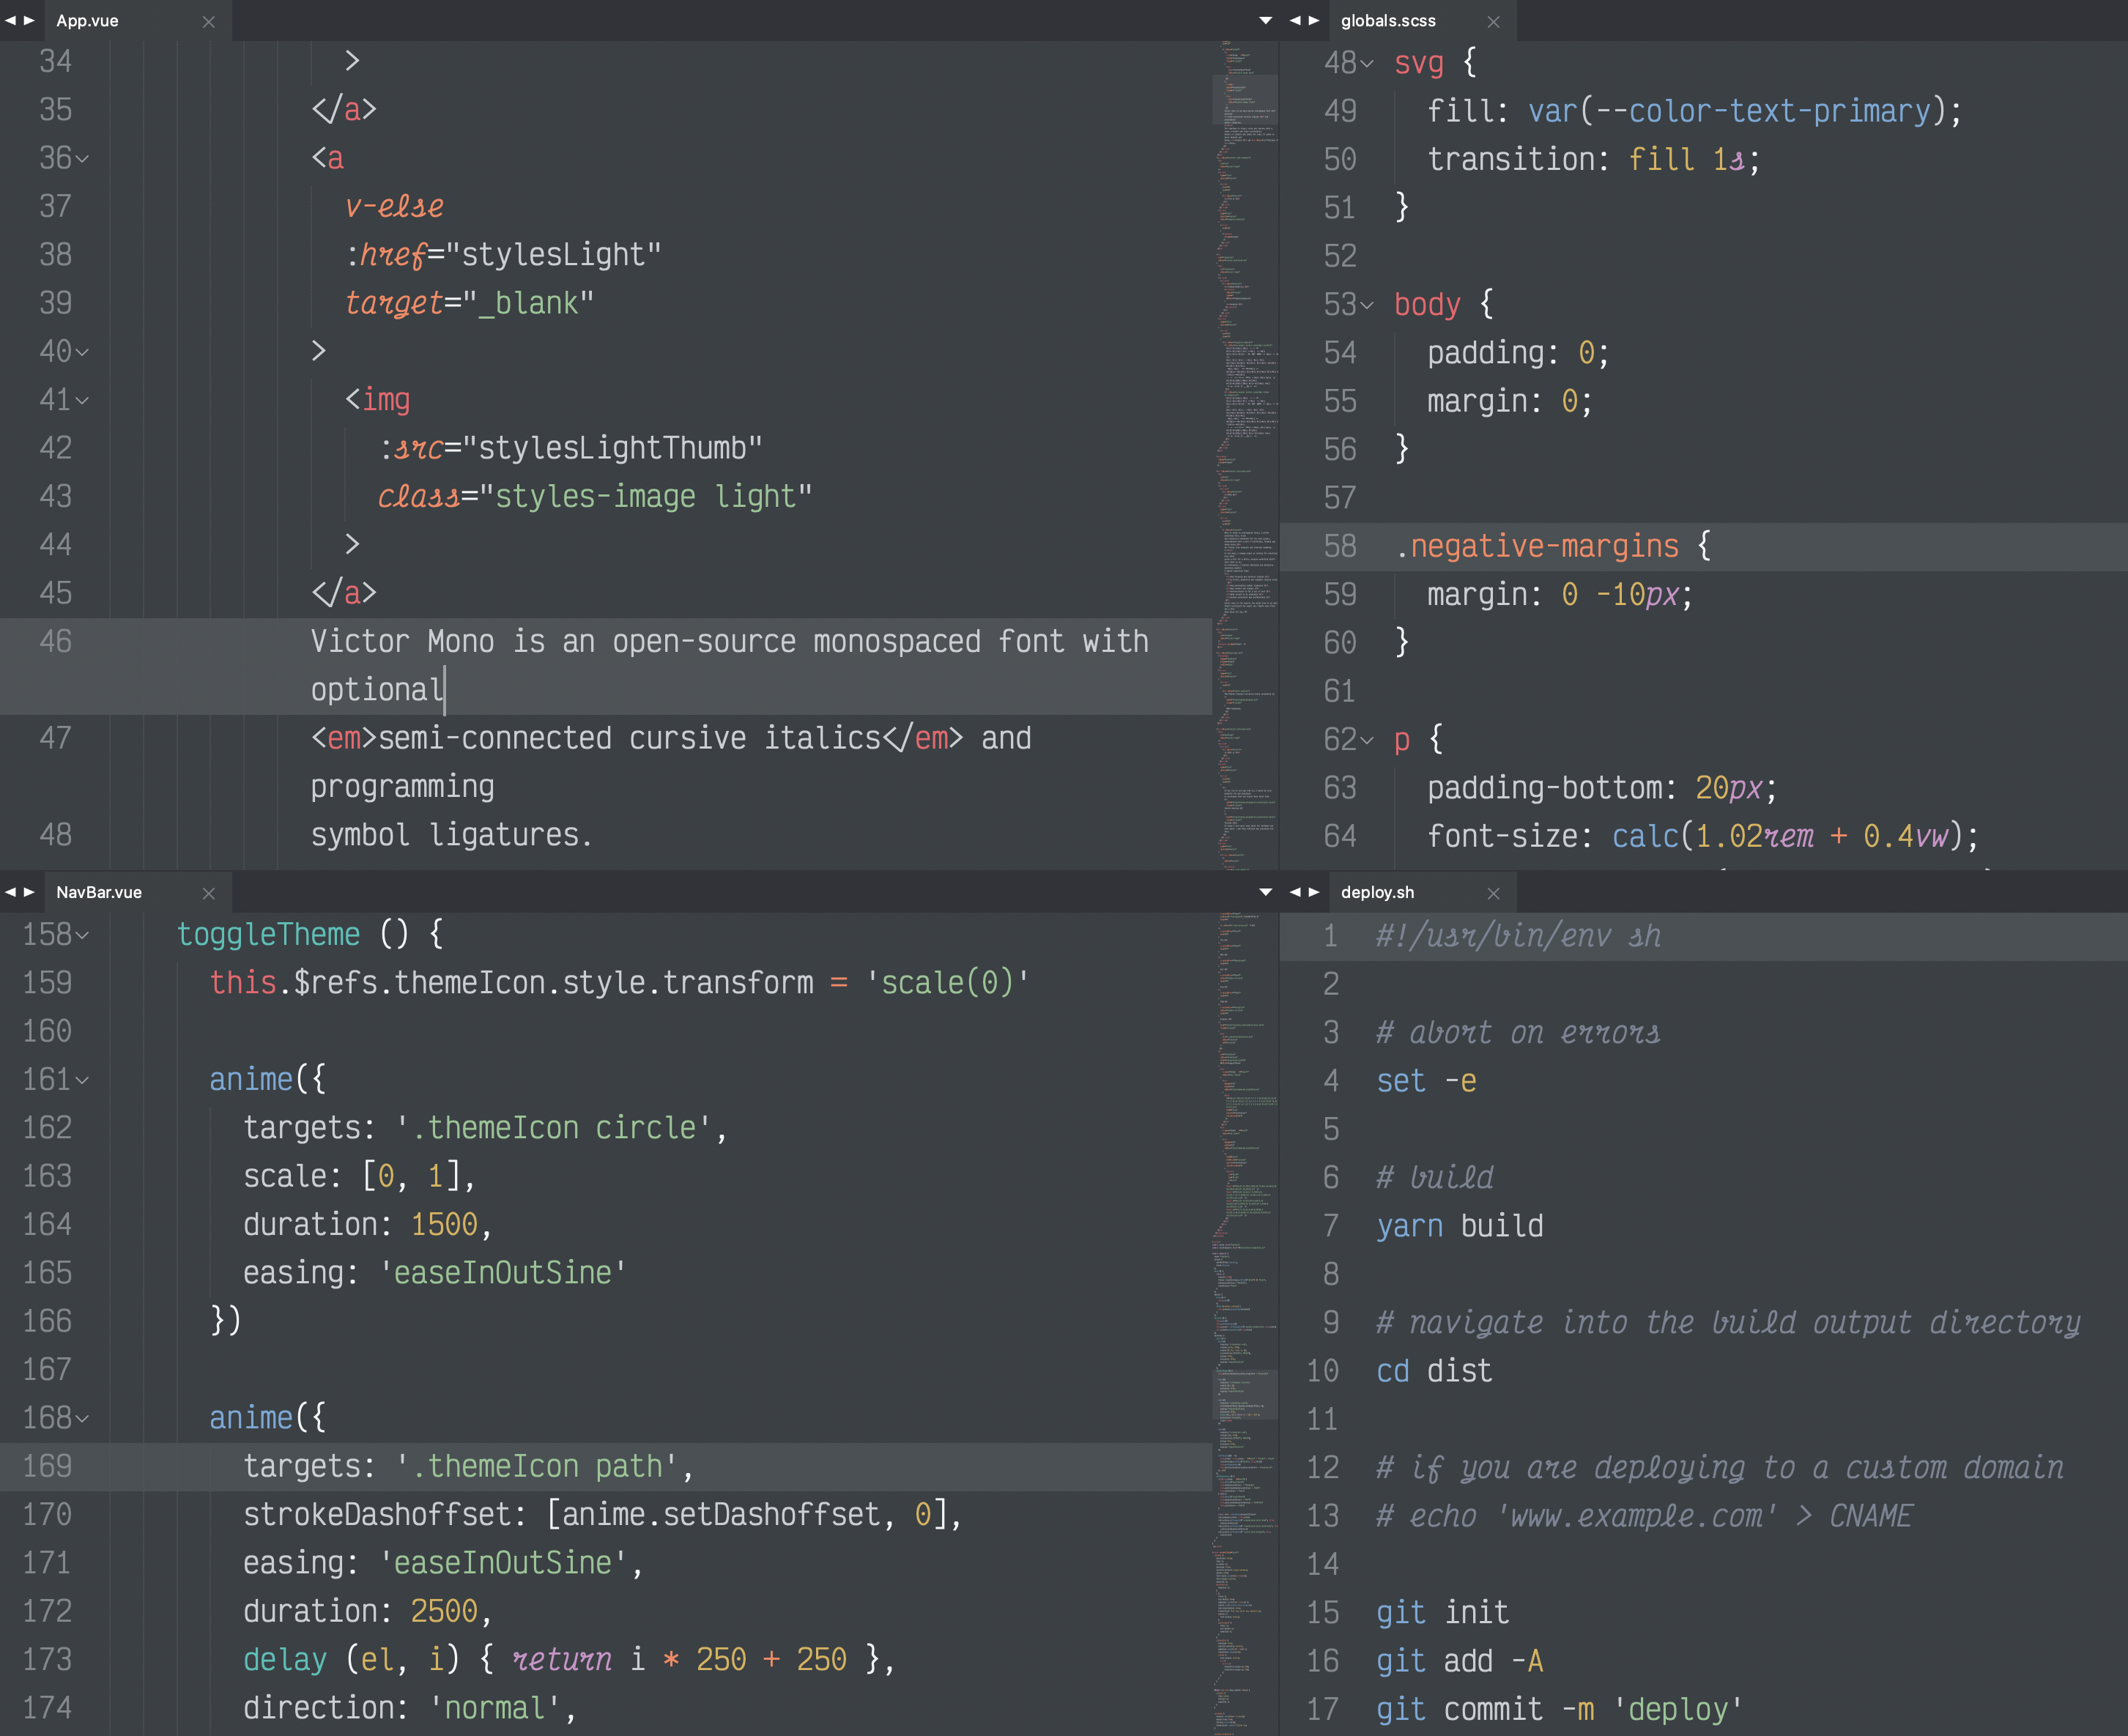 App.vue
34 >
35 </a>
36 <a
37 v-else
38 :href="stylesLight"
39 target="_blank"
40 >
41 <img
42 :src="stylesLightThumb"
43 class="styles-image light"
44 >
45 </a>
46 Victor Mono is an open-source monospaced font with
optional
47 <em>semi-connected cursive italics</em> and
programming
48 symbol ligatures.
globals.scss
48 svg {
49 fill: var(--color-text-primary);
50 transition: fill 1s;
51 }
52
53 body {
54 padding: 0;
55 margin: 0;
56 }
57
58 .negative-margins {
59 margin: 0 -10px;
60 }
61
62 p {
63 padding-bottom: 20px;
64 font-size: calc(1.02rem + 0.4vw);
NavBar.vue
158 toggleTheme () {
159 this.$refs.themeIcon.style.transform = 'scale(0)'
160
161 anime({
162 targets: '.themeIcon circle',
163 scale: [0, 1],
164 duration: 1500,
165 easing: 'easeInOutSine'
166 })
167
168 anime({
169 targets: '.themeIcon path',
170 strokeDashoffset: [anime.setDashoffset, 0],
171 easing: 'easeInOutSine',
172 duration: 2500,
173 delay (el, i) { return i * 250 + 250 },
174 direction: 'normal',
deploy.sh
1 #!/usr/bin/env sh
2
3 # abort on errors
4 set -e
5
6 # build
7 yarn build
8
9 # navigate into the build output directory
10 cd dist
11
12 # if you are deploying to a custom domain
13 # echo 'www.example.com' > CNAME
14
15 git init
16 git add -A
17 git commit -m 'deploy'